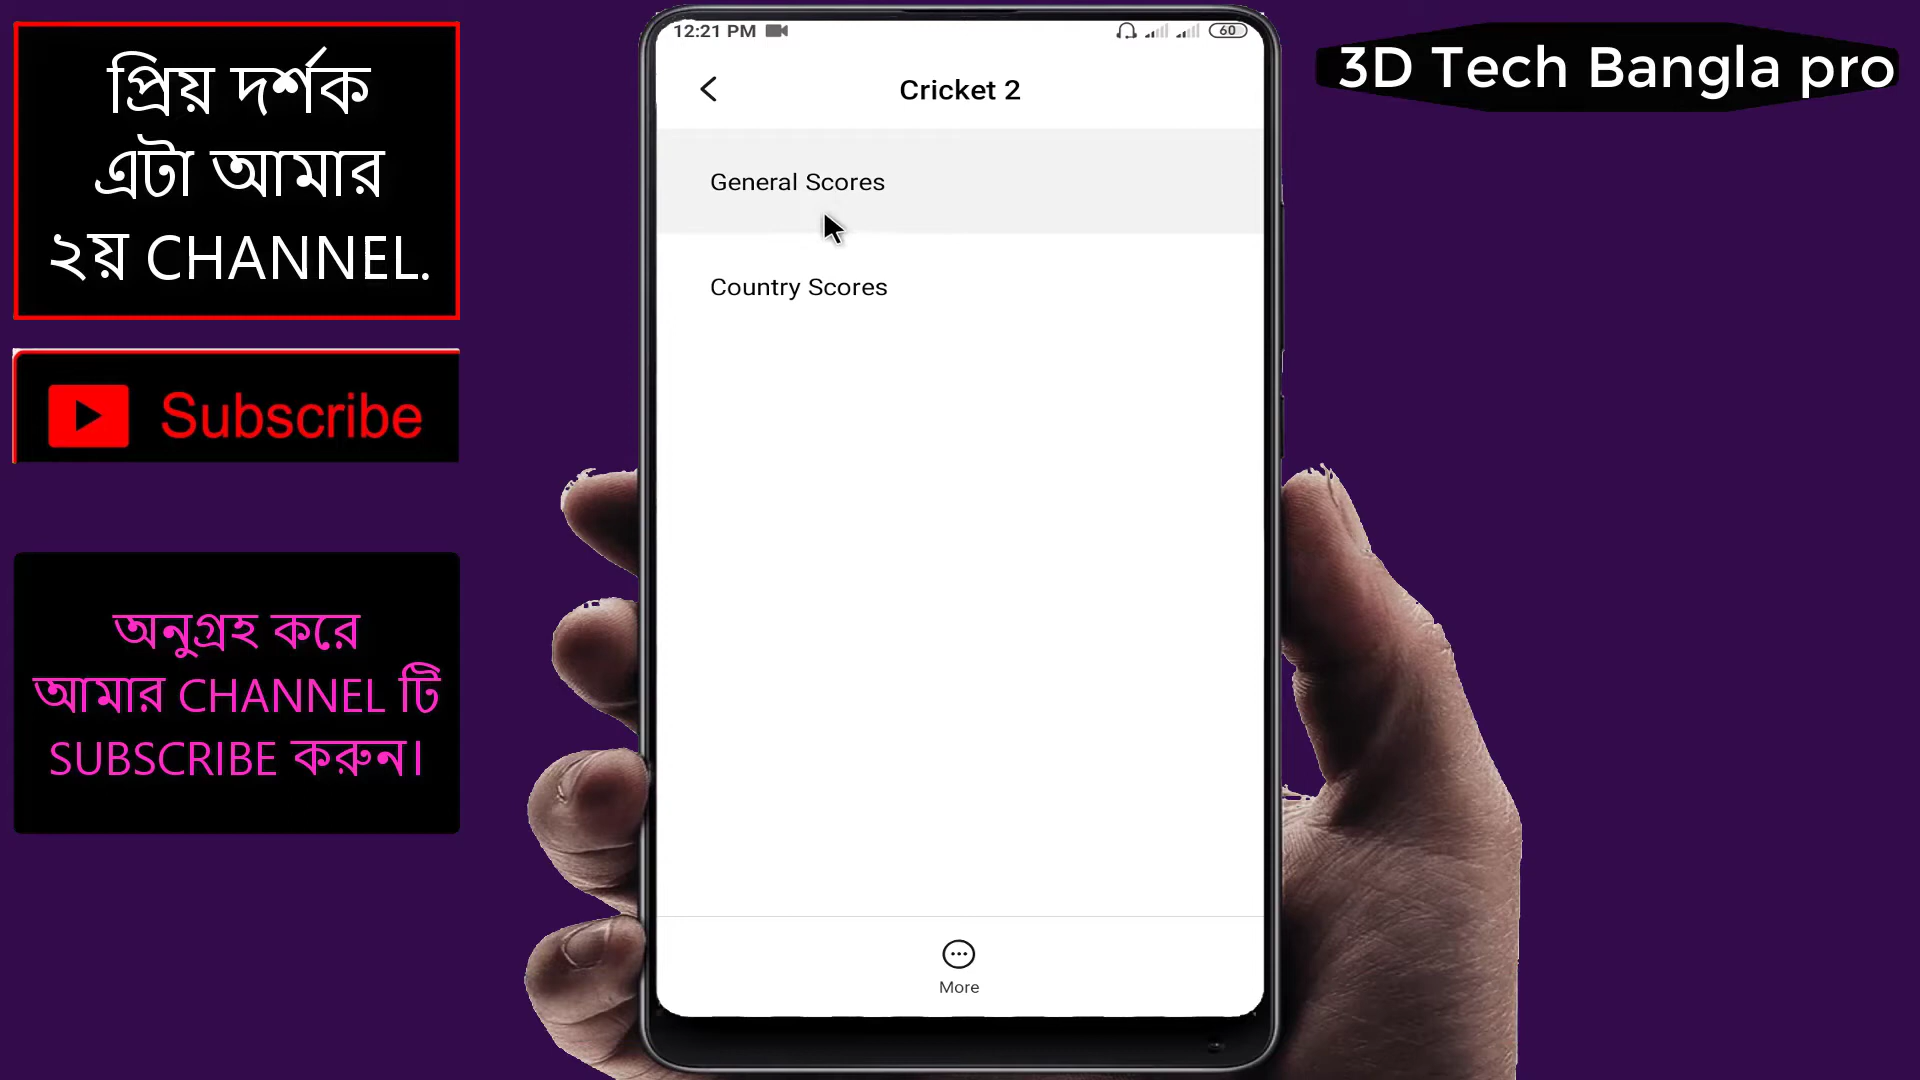 প্রিয় দর্শক
এটা আমার
২য় CHANNEL.
Subscribe
অনুগ্রহ করে
আমার CHANNEL টি
SUBSCRIBE করুন।
12:21 PM
60
Cricket 2
General Scores
Country Scores
More
3D Tech Bangla pro